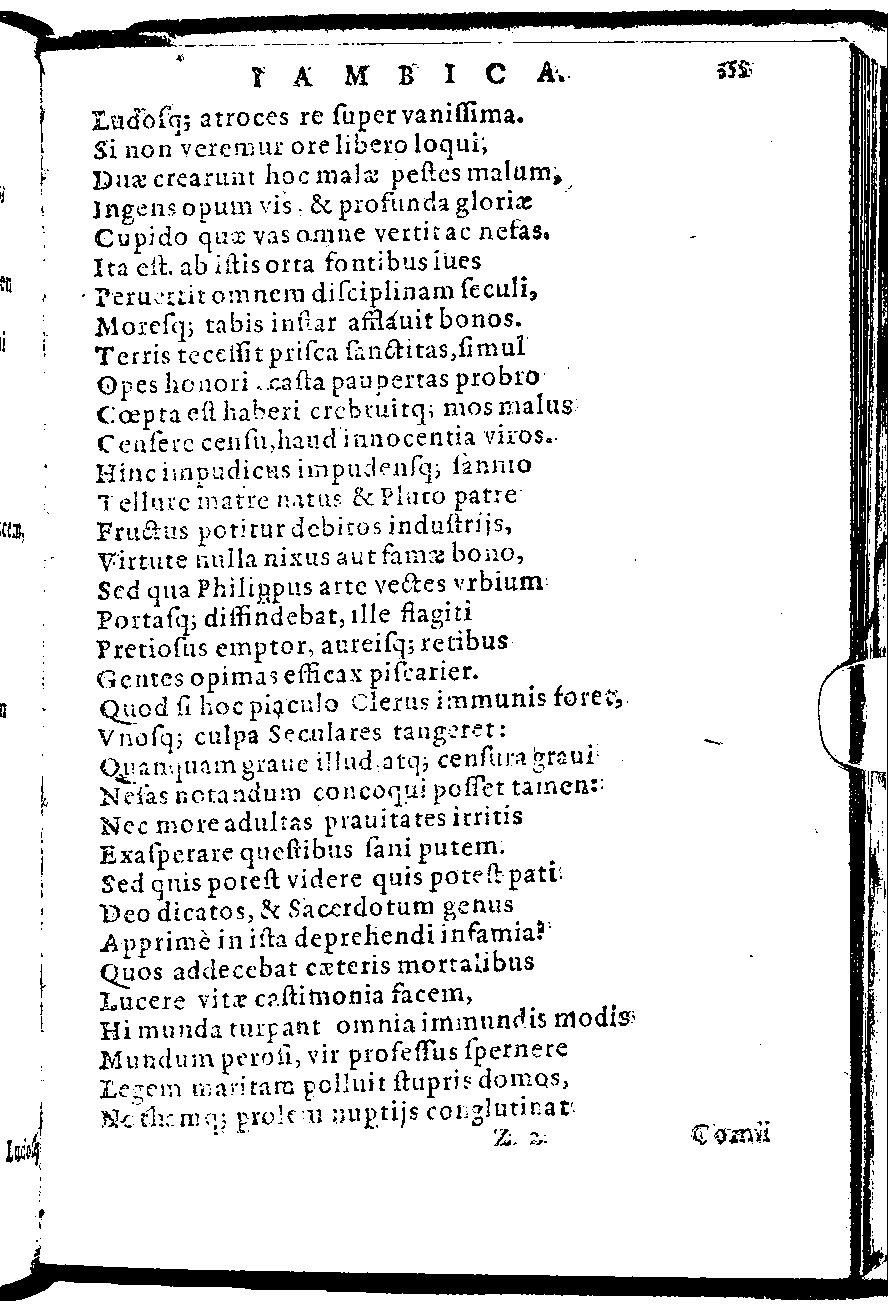 IAMBICA. 355
Ludosq; atroces re super vanissima.
Si non veremur ore libero loqui;
Duæ crearunt hoc malæ pestes malum,
Ingens opum vis, & profunda gloriæ
Cupido quæ vas omne vertit ac nefas.
Ita est. ab istis orta fontibus lues
Peruertit omnem disciplinam seculi,
Moresq; tabis instar afflauit bonos.
Terris recessit prisca sanctitas, simul
Opes honori, casta paupertas probro
Cœpta est haberi crebruitq; mos malus
Censere censu, haud innocentia viros.
Hinc impudicus impudensq; sannio
Tellure matre natus & Pluto patre
Fructus potitur debitos industrijs,
Virtute nulla nixus aut famæ bono,
Sed qua Philippus arte vectes vrbium
Portasq; diffindebat, ille flagiti
Pretiosus emptor, aureisq; retibus
Gentes opimas efficax piscarier.
Quod si hoc piaculo Clerus immunis foret,
Vnosq; culpa Seculares tangeret:
Quamquam graue illud, atq; censura graui
Nefas notandum concoqui posset tamen:
Nec more adultas prauitates irritis
Exasperare questibus sani putem.
Sed quis potest videre quis potest pati
Deo dicatos, & Sacerdotum genus
Apprimè in ista deprehendi infamia?
Quos addecebat cæteris mortalibus
Lucere vitæ castimonia facem,
Hi munda turpant omnia immundis modis
Mundum perosi, vir professus spernere
Legem maritam polluit stupris domos,
Nothamq; prolem nuptijs conglutinat
Z. 2. Comii
Ludosq;